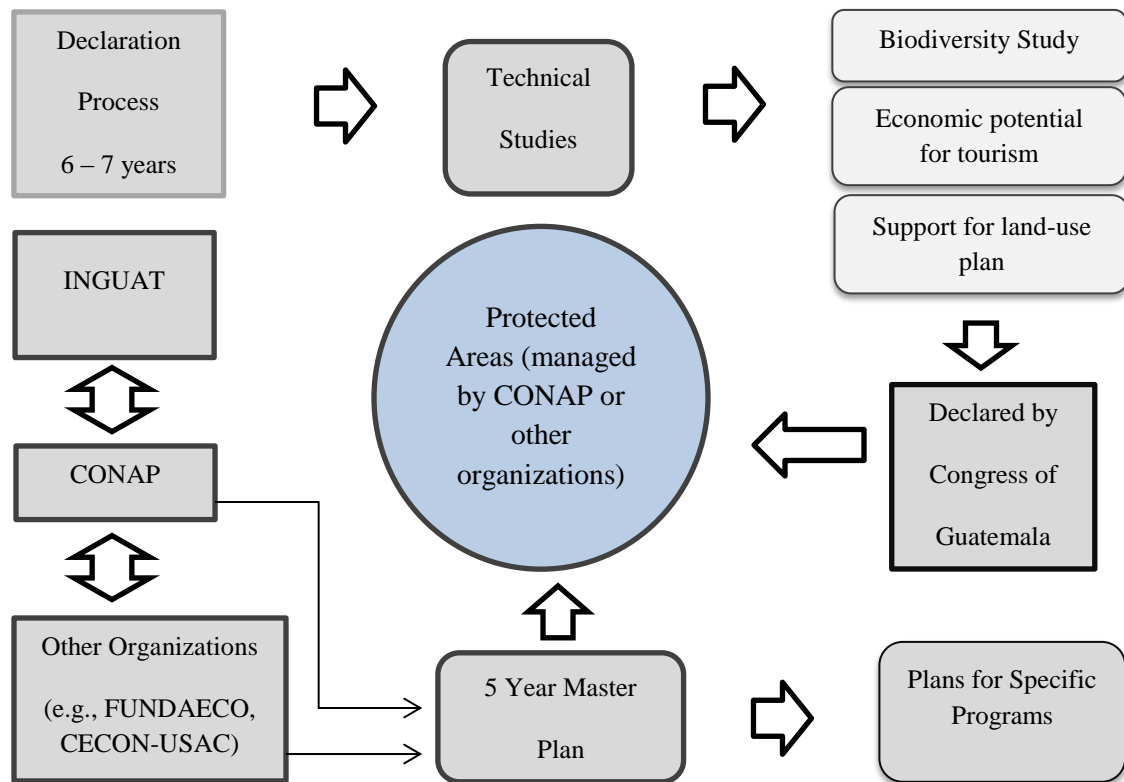 Declaration
Process
6 – 7 years
Technical
Studies
Biodiversity Study
Economic potential
for tourism
Support for land-use
plan
INGUAT
CONAP
Other Organizations
(e.g., FUNDAECO,
CECON-USAC)
Protected
Areas (managed
by CONAP or
other
organizations)
Declared by
Congress of
Guatemala
5 Year Master
Plan
Plans for Specific
Programs